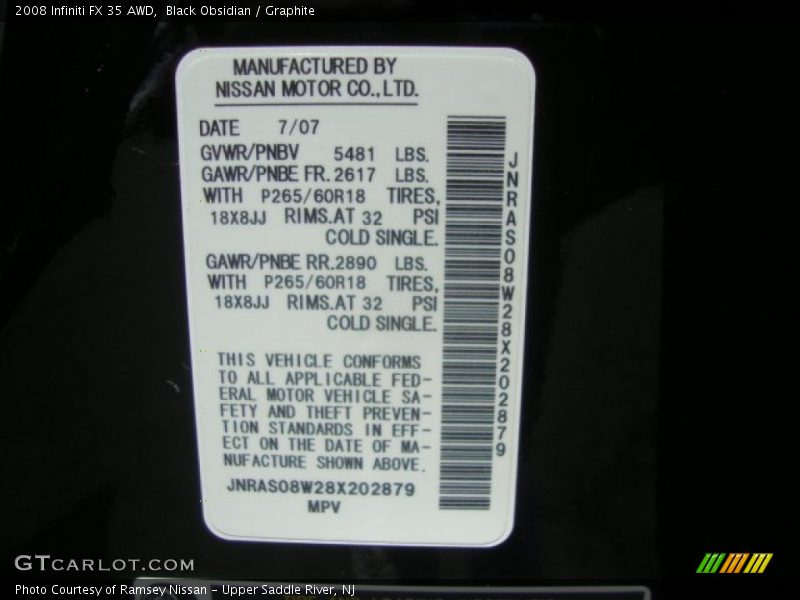 2008 Infiniti FX 35 AWD,  Black Obsidian / Graphite
MANUFACTURED BY
NISSAN MOTOR CO.,LTD.
DATE 7/07
GVWR/PNBV 5481 LBS.
GAWR/PNBE FR. 2617 LBS.
WITH P265/60R18 TIRES,
18X8JJ RIMS.AT 32 PSI
COLD SINGLE.
GAWR/PNBE RR. 2890 LBS.
WITH P265/60R18 TIRES,
18X8JJ RIMS.AT 32 PSI
COLD SINGLE.
THIS VEHICLE CONFORMS
TO ALL APPLICABLE FED-
ERAL MOTOR VEHICLE SA-
FETY AND THEFT PREVEN-
TION STANDARDS IN EFF-
ECT ON THE DATE OF MA-
NUFACTURE SHOWN ABOVE.
JNRAS08W28X202879
MPV
JNRAS08W28X202879
GTCARLOT.COM
Photo Courtesy of Ramsey Nissan - Upper Saddle River, NJ